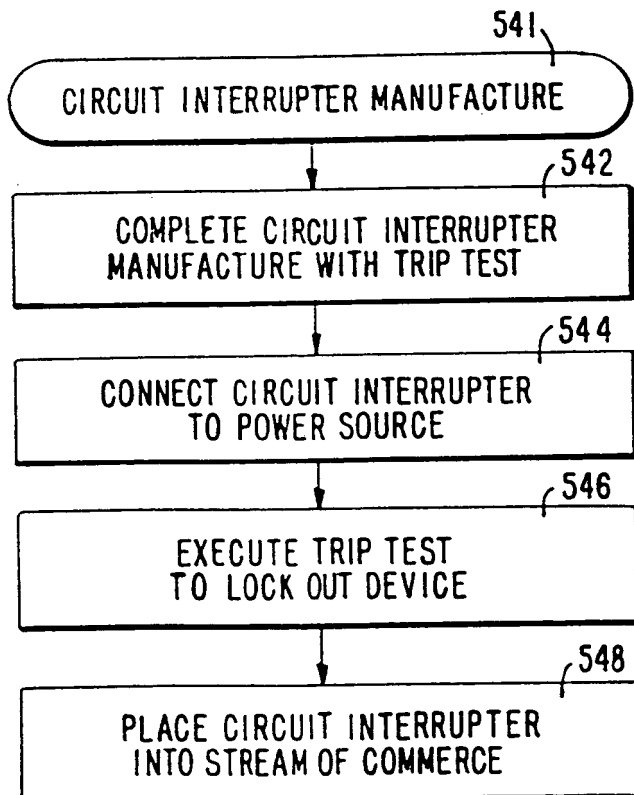 541
CIRCUIT INTERRUPTER MANUFACTURE
542
COMPLETE CIRCUIT INTERRUPTER
MANUFACTURE WITH TRIP TEST
544
CONNECT CIRCUIT INTERRUPTER
TO POWER SOURCE
546
EXECUTE TRIP TEST
TO LOCK OUT DEVICE
548
PLACE CIRCUIT INTERRUPTER
INTO STREAM OF COMMERCE